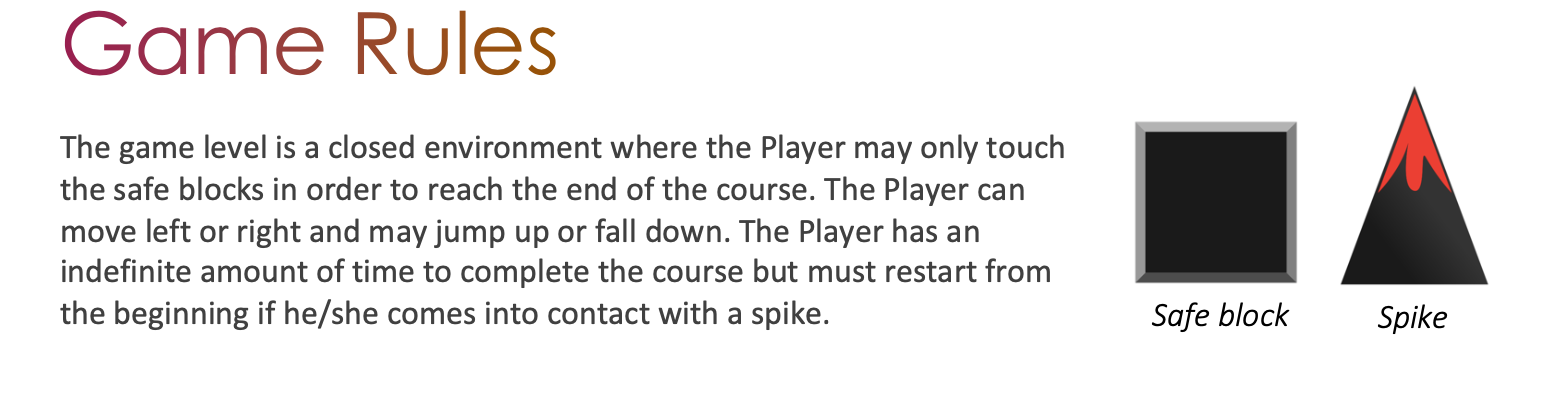 Game Rules
The game level is a closed environment where the Player may only touch
the safe blocks in order to reach the end of the course. The Player can
move left or right and may jump up or fall down. The Player has an
indefinite amount of time to complete the course but must restart from
the beginning if he/she comes into contact with a spike.
Safe block
Spike